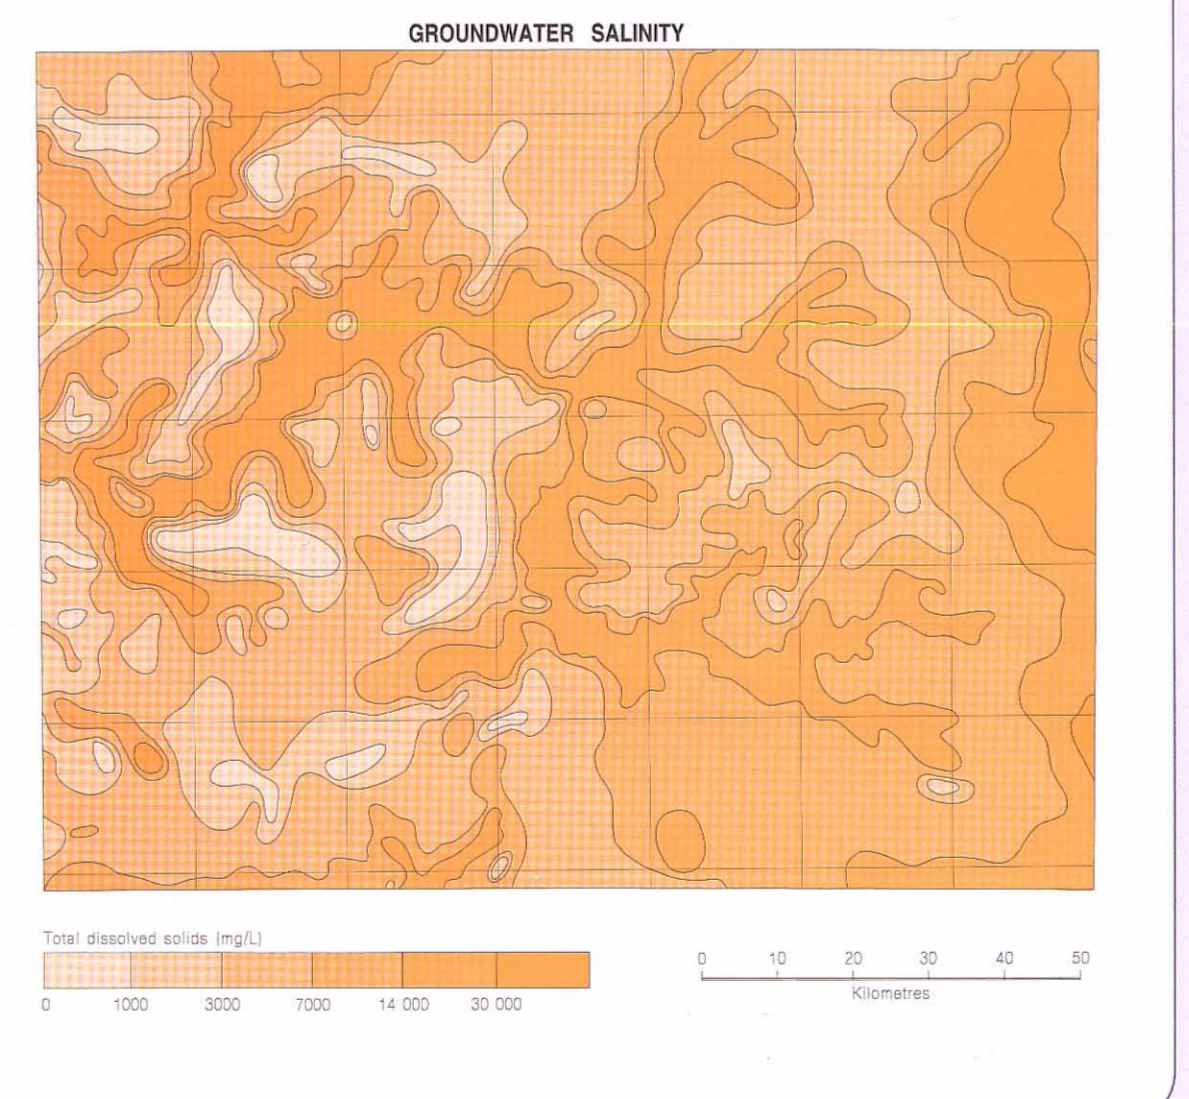 GROUNDWATER SALINITY
Total dissolved solids (mg/L)
0 1000 3000 7000 14 000 30 000
0 10 20 30 40 50
Kilometres